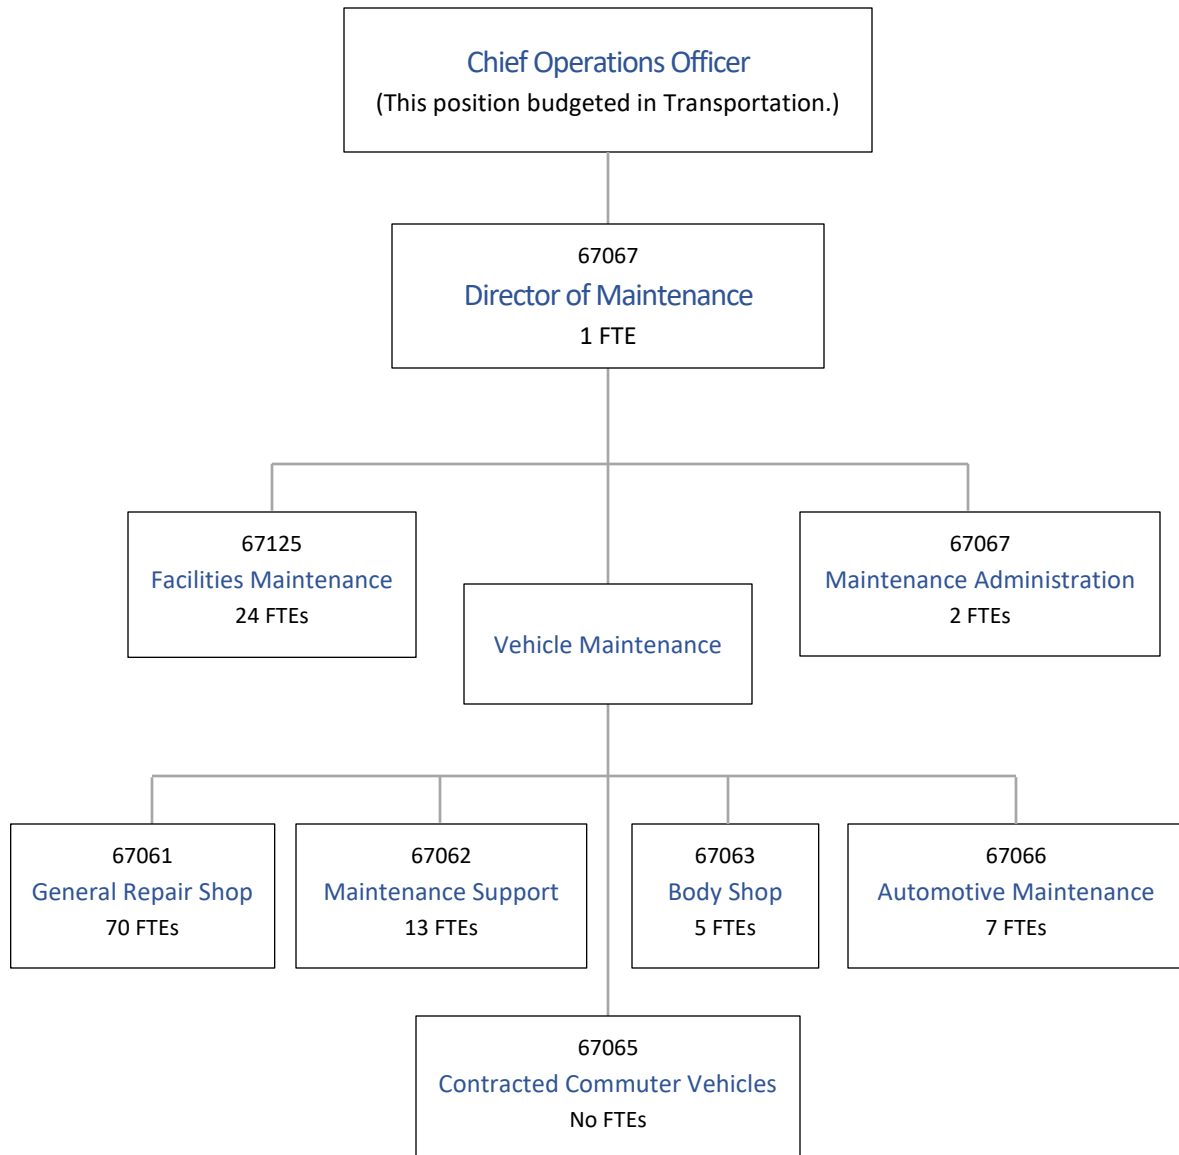 Chief Operations Officer
(This position budgeted in Transportation.)
67067
Director of Maintenance
1 FTE
67125
Facilities Maintenance
24 FTEs
Vehicle Maintenance
67067
Maintenance Administration
2 FTEs
67061
General Repair Shop
70 FTEs
67062
Maintenance Support
13 FTEs
67063
Body Shop
5 FTEs
67066
Automotive Maintenance
7 FTEs
67065
Contracted Commuter Vehicles
No FTEs